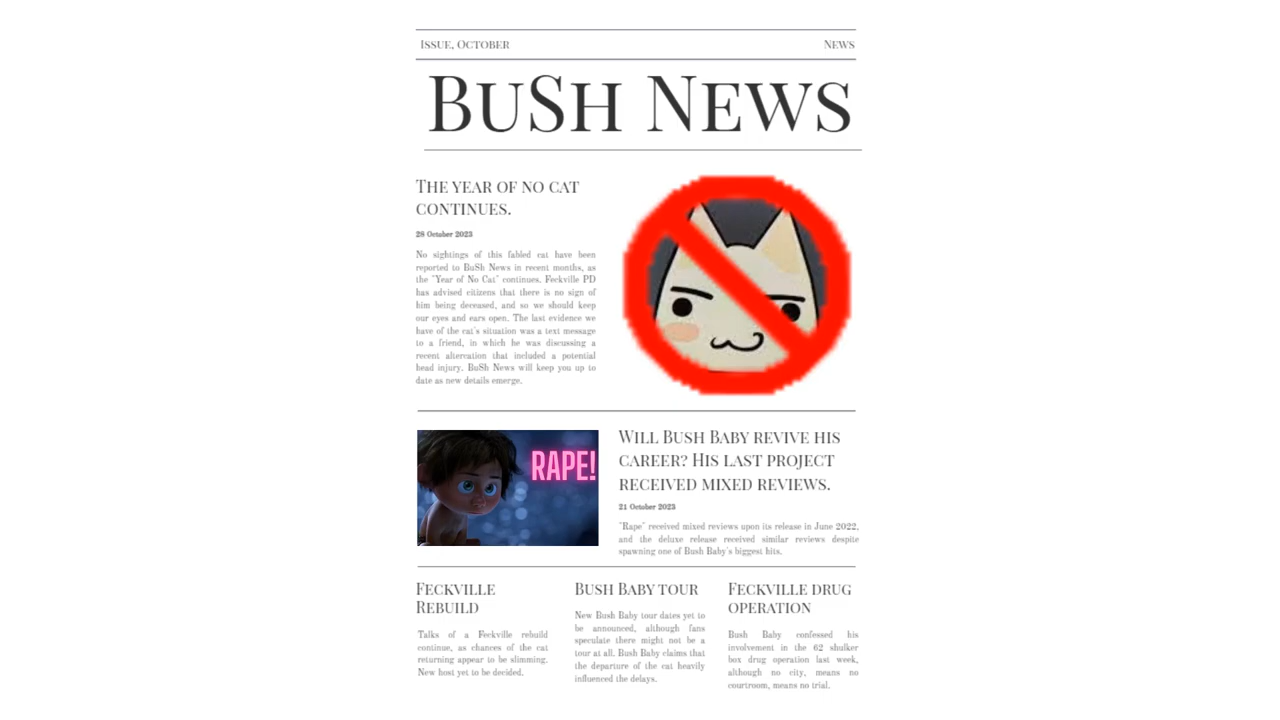 Issue, October
News
BuSh News
The year of no cat
continues.
28 October 2023
No sightings of this fabled cat have been
reported to BuSh News in recent months, as
the "Year of No Cat" continues. Feckville PD
has advised citizens that there is no sign of
him being deceased, and so we should keep
our eyes and ears open. The last evidence we
have of the cat's situation was a text message
to a friend, in which he was discussing a
recent altercation that included a potential
head injury. BuSh News will keep you up to
date as new details emerge.
RAPE!
Will Bush Baby revive his
career? His last project
received mixed reviews.
21 October 2023
"Rape" received mixed reviews upon its release in June 2022,
and the deluxe release received similar reviews despite
spawning one of Bush Baby's biggest hits.
Feckville
Rebuild
Talks of a Feckville rebuild
continue, as chances of the cat
returning appear to be slimming.
New host yet to be decided.
Bush Baby tour
New Bush Baby tour dates yet to
be announced, although fans
speculate there might not be a
tour at all. Bush Baby claims that
the departure of the cat heavily
influenced the delays.
Feckville drug
operation
Bush Baby confessed his
involvement in the 62 shulker
box drug operation last week,
although no city, means no
courtroom, means no trial.